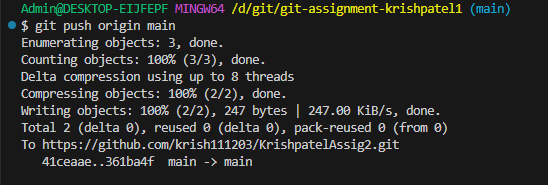 Admin@DESKTOP-EIJFEPF MINGW64 /d/git/git-assignment-krishpatel1 (main)
$ git push origin main
Enumerating objects: 3, done.
Counting objects: 100% (3/3), done.
Delta compression using up to 8 threads
Compressing objects: 100% (2/2), done.
Writing objects: 100% (2/2), 247 bytes | 247.00 KiB/s, done.
Total 2 (delta 0), reused 0 (delta 0), pack-reused 0 (from 0)
To https://github.com/krish111203/KrishpatelAssig2.git
   41ceaae..361ba4f  main -> main